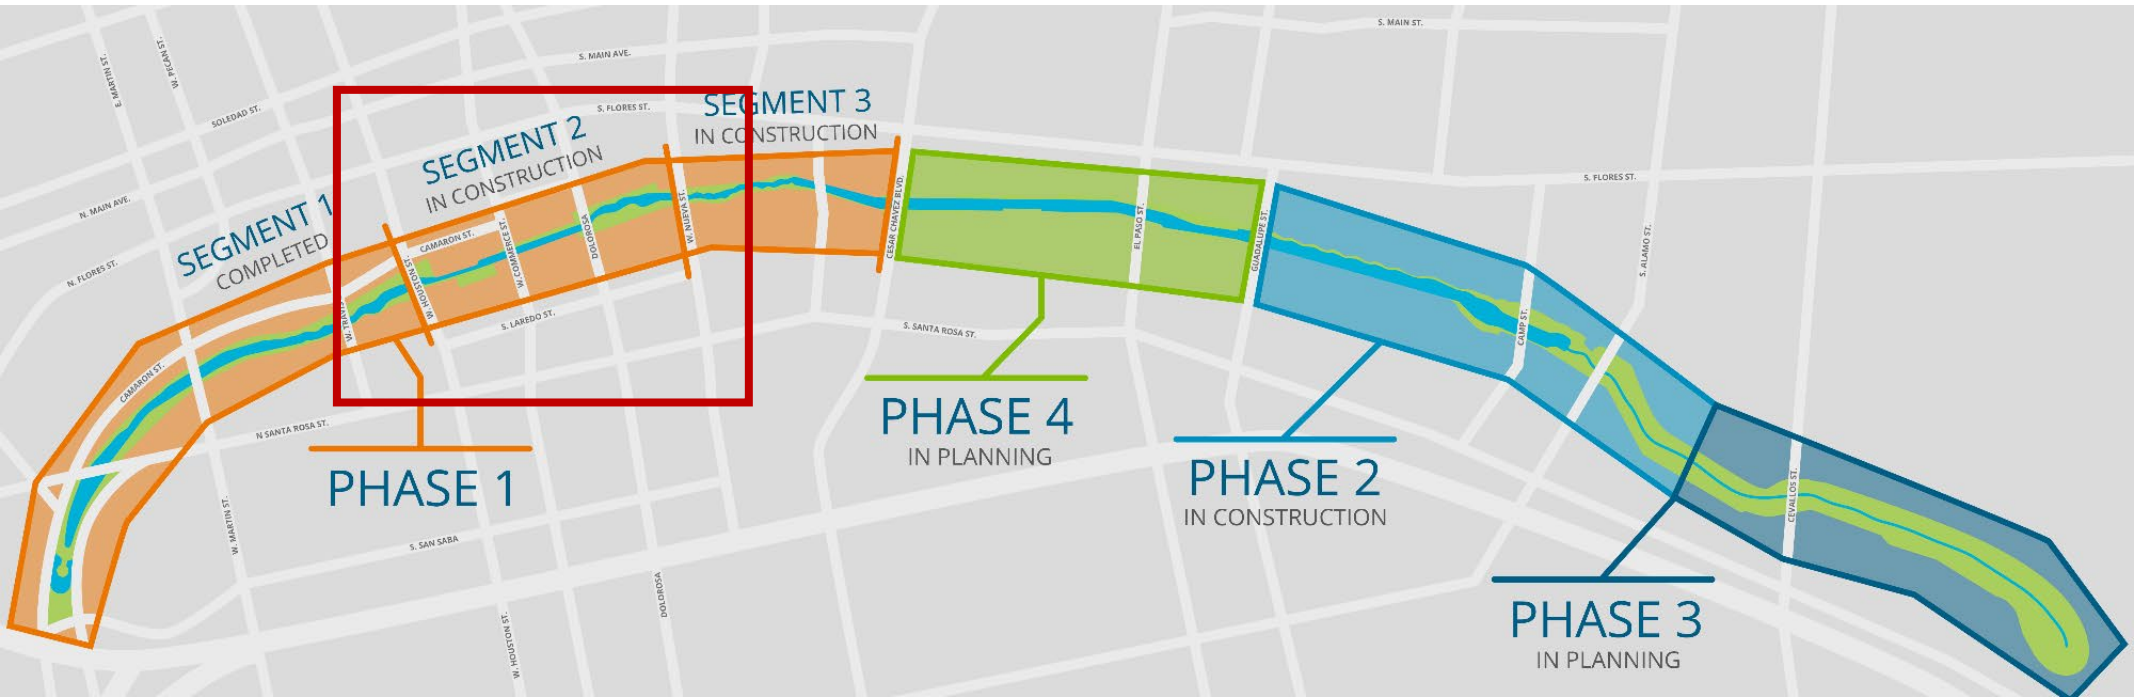 S. MAIN ST.
E. MARTIN ST.
W. PECAN ST.
S. MAIN AVE.
SOLEDAD ST.
S. FLORES ST.
SEGMENT 3
IN CONSTRUCTION
SEGMENT 2
IN CONSTRUCTION
N. MAIN AVE.
SEGMENT 1
COMPLETED
N. FLORES ST.
CAMARON ST.
W. TRAVIS
W. HOUSTON ST.
W. COMMERCE ST.
DOLOROSA
W. NUEVA ST.
CESAR CHAVEZ BLVD.
EL PASO ST.
GUADALUPE ST.
S. FLORES ST.
S. ALAMO ST.
CAMP ST.
S. LAREDO ST.
S. SANTA ROSA ST.
CAMARON ST.
N SANTA ROSA ST.
PHASE 1
PHASE 4
IN PLANNING
PHASE 2
IN CONSTRUCTION
CEVALLOS ST.
W. MARTIN ST.
S. SAN SABA
DOLOROSA
W. HOUSTON ST.
PHASE 3
IN PLANNING